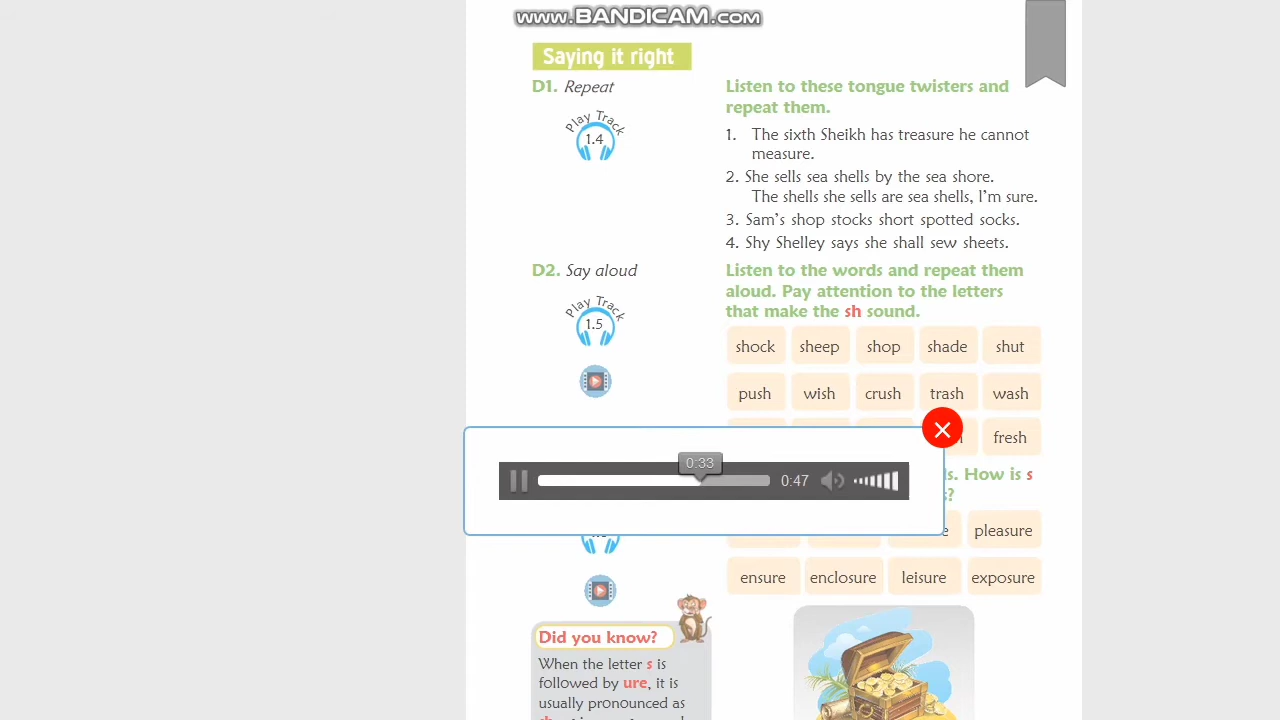 www.BANDICAM.com
Saying it right
D1. Repeat
Play Track
1.4
Listen to these tongue twisters and
repeat them.
1. The sixth Sheikh has treasure he cannot
measure.
2. She sells sea shells by the sea shore.
The shells she sells are sea shells, I'm sure.
3. Sam's shop stocks short spotted socks.
4. Shy Shelley says she shall sew sheets.
D2. Say aloud
Play Track
1.5
Listen to the words and repeat them
aloud. Pay attention to the letters
that make the sh sound.
shock sheep shop shade shut
push wish crush trash wash
fresh
0:33
0:47
How is s
pleasure
ensure enclosure leisure exposure
Did you know?
When the letter s is
followed by ure, it is
usually pronounced as